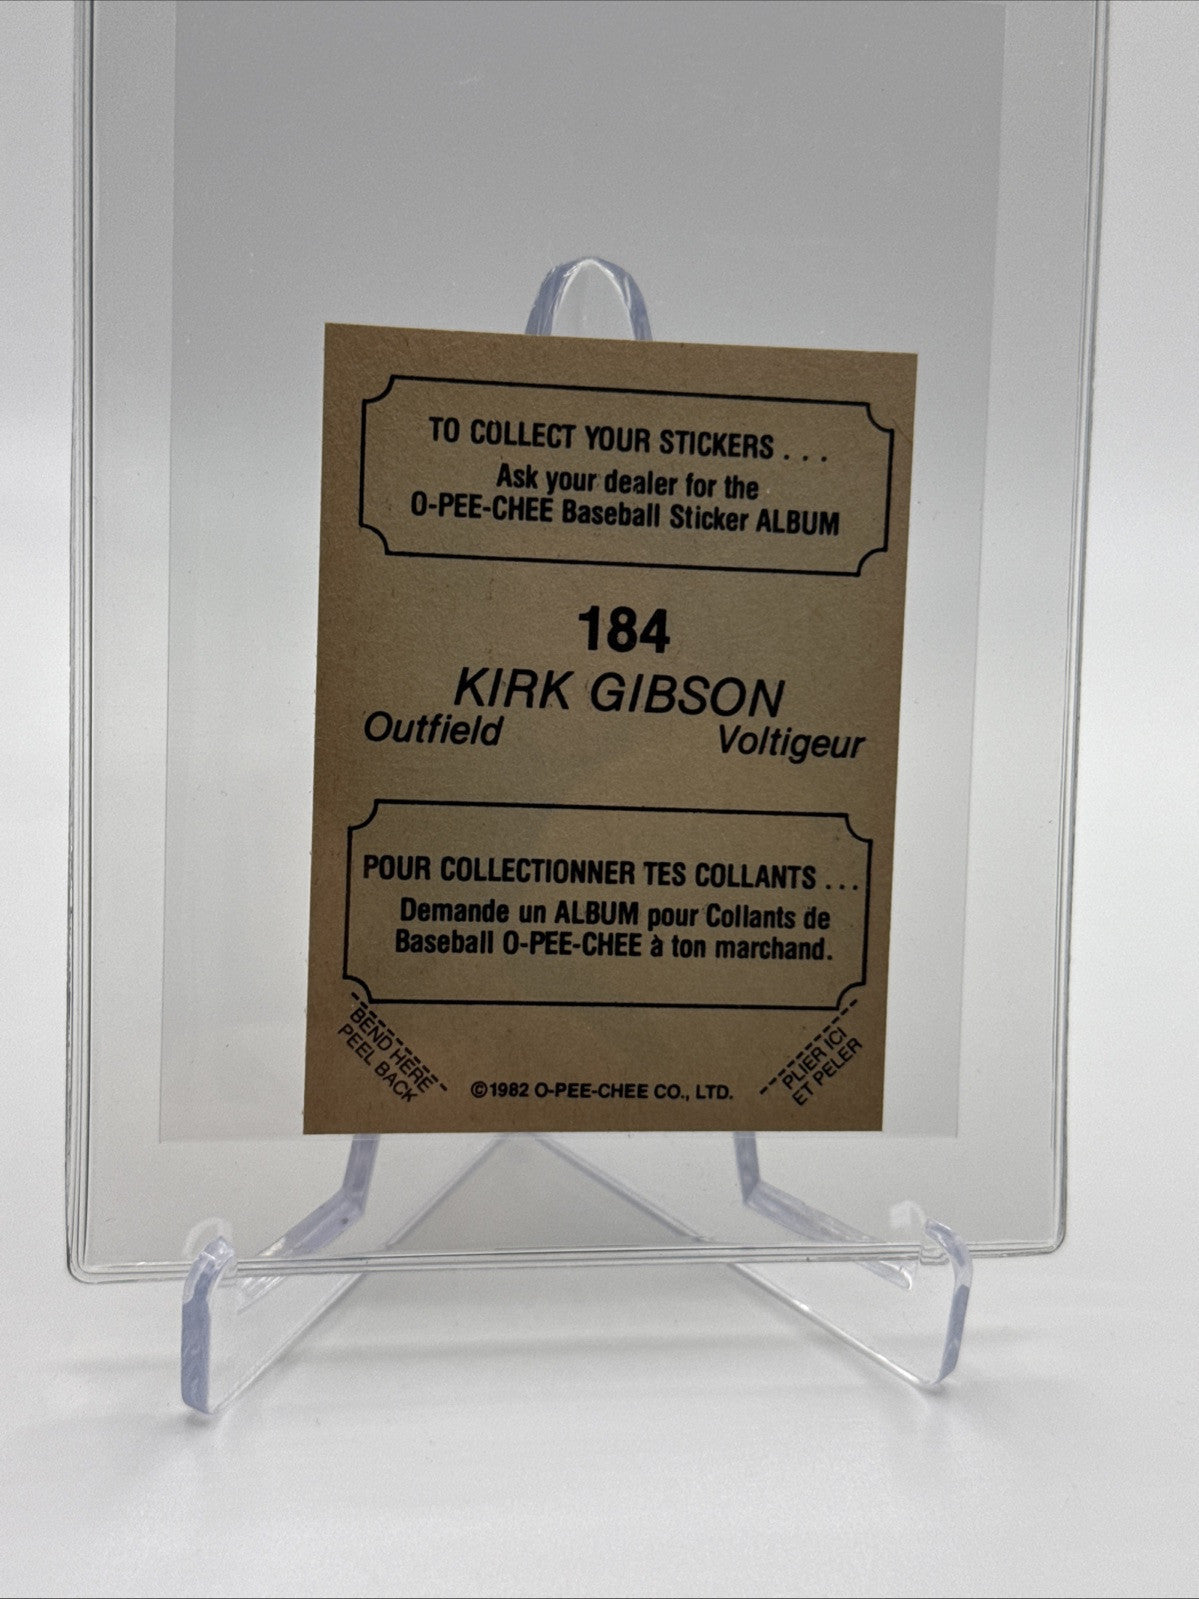 TO COLLECT YOUR STICKERS . . .
Ask your dealer for the
O-PEE-CHEE Baseball Sticker ALBUM
184
KIRK GIBSON
Outfield Voltigeur
POUR COLLECTIONNER TES COLLANTS . . .
Demande un ALBUM pour Collants de
Baseball O-PEE-CHEE à ton marchand.
BEND HERE
PEEL BACK
©1982 O-PEE-CHEE CO., LTD.
PLIER ICI
ET PELER